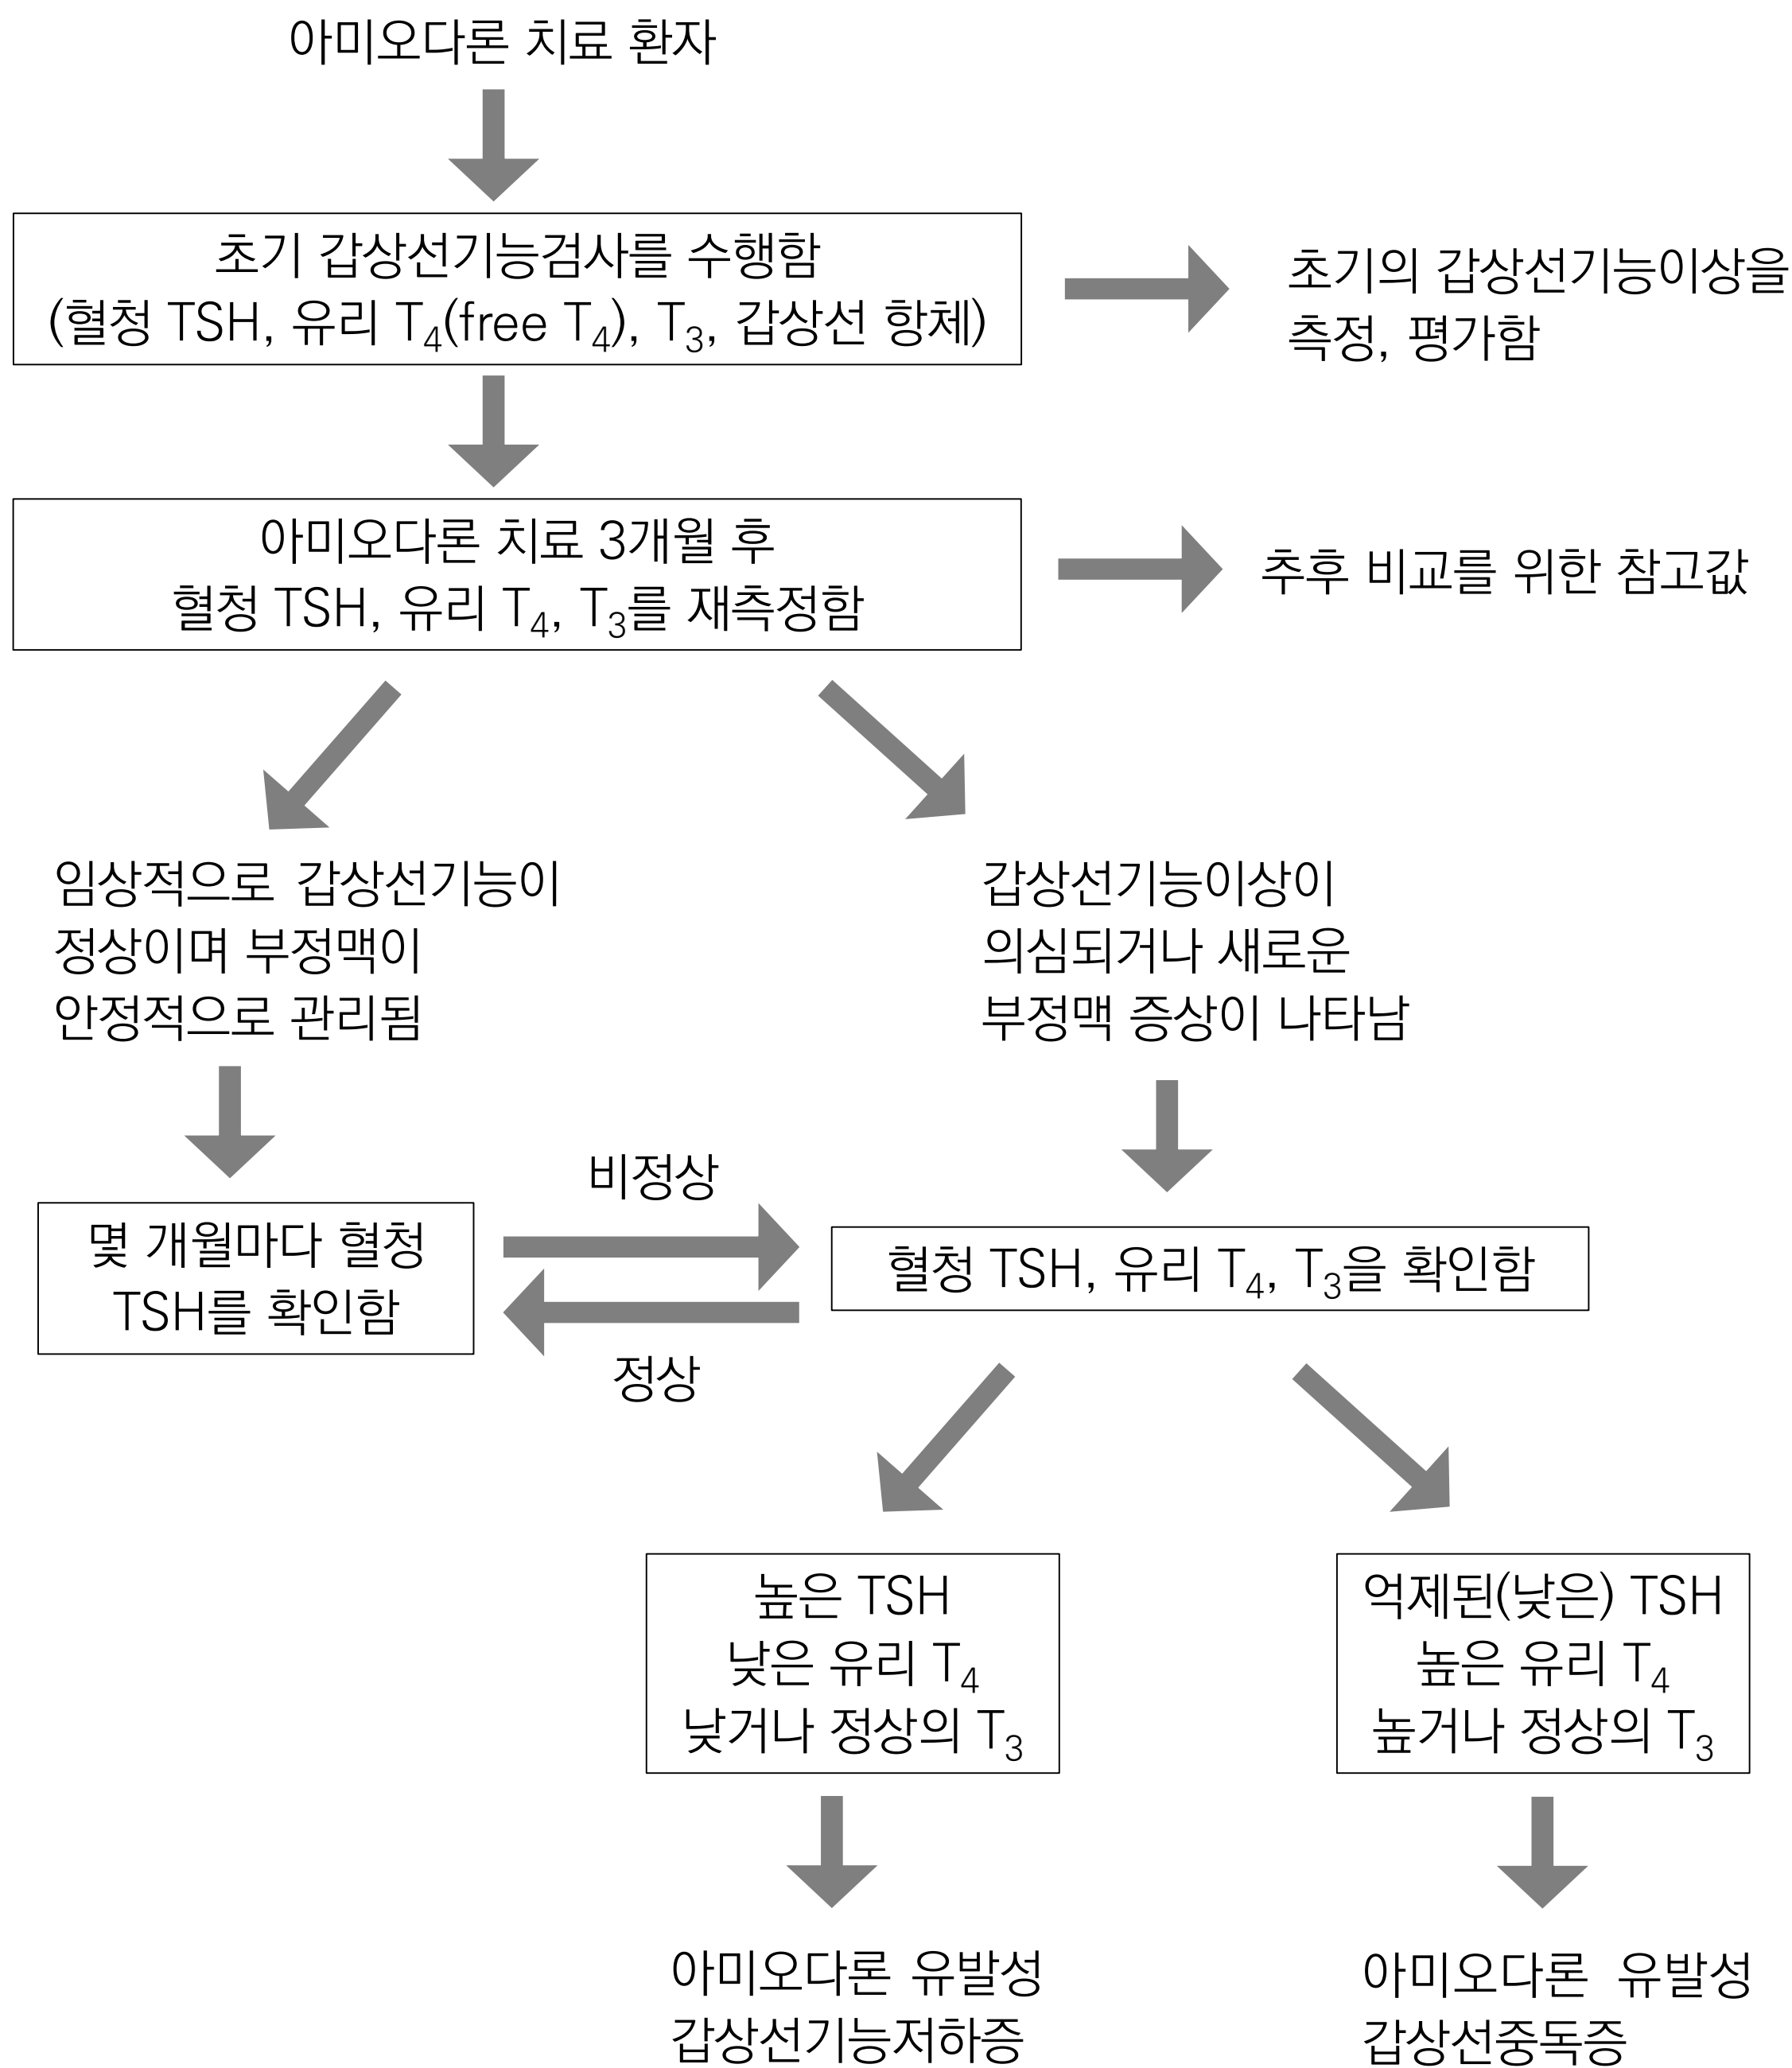 아미오다론 치료 환자
초기 갑상선기능검사를 수행함
(혈청 TSH, 유리 T4(free T4), T3, 갑상선 항체)
초기의 갑상선기능이상을
측정, 평가함
아미오다론 치료 3개월 후
혈청 TSH, 유리 T4, T3를 재측정함
추후 비교를 위한 참고값
임상적으로 갑상선기능이
정상이며 부정맥이
안정적으로 관리됨
갑상선기능이상이
의심되거나 새로운
부정맥 증상이 나타남
몇 개월마다 혈청
TSH를 확인함
비정상
정상
혈청 TSH, 유리 T4, T3을 확인함
높은 TSH
낮은 유리 T4
낮거나 정상의 T3
억제된(낮은) TSH
높은 유리 T4
높거나 정상의 T3
아미오다론 유발성
갑상선기능저하증
아미오다론 유발성
갑상선중독증